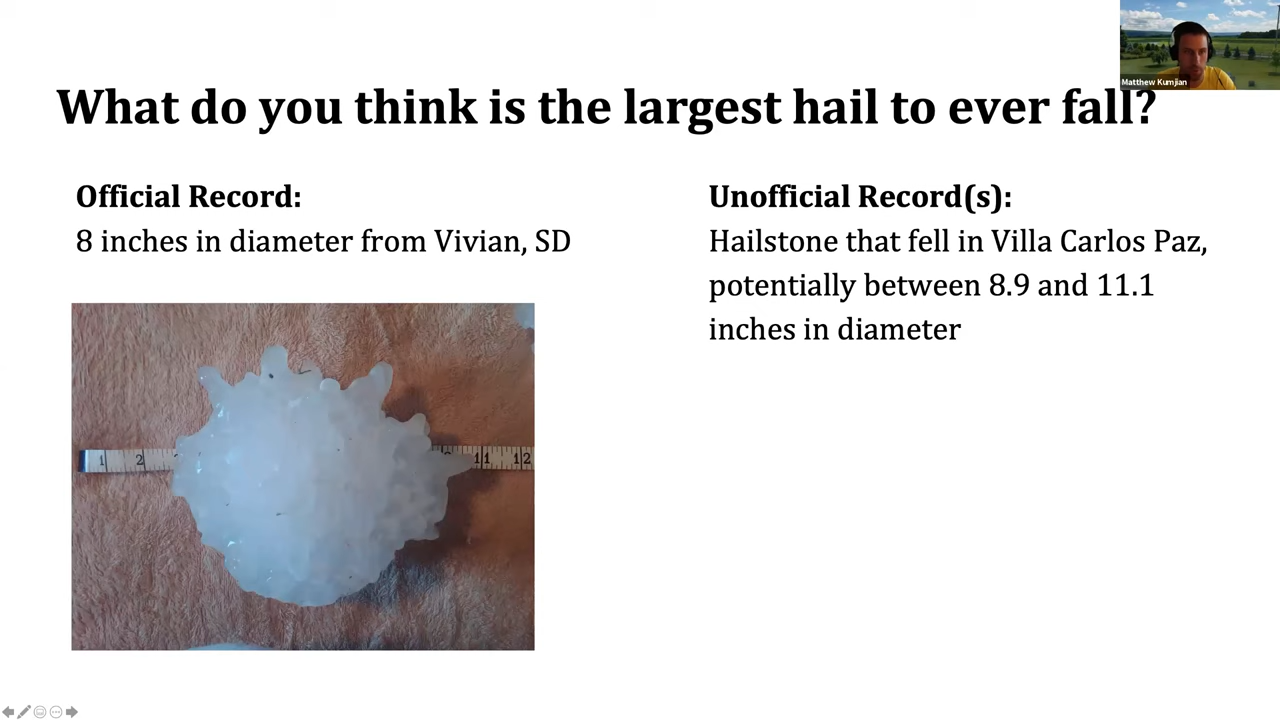 Matthew Kumjian
What do you think is the largest hail to ever fall?
Official Record:
8 inches in diameter from Vivian, SD
Unofficial Record(s):
Hailstone that fell in Villa Carlos Paz,
potentially between 8.9 and 11.1
inches in diameter
1 2 11 12